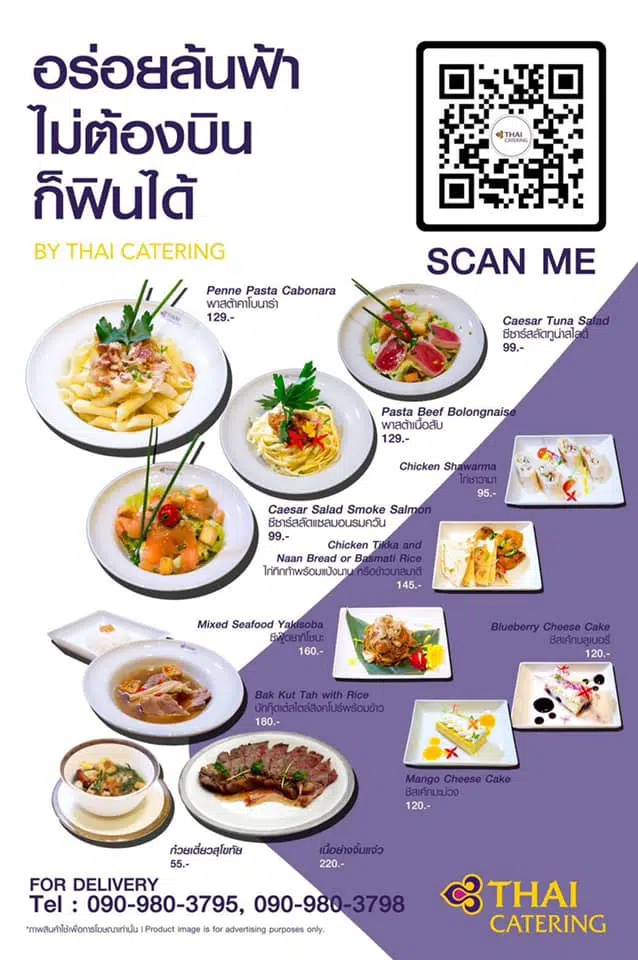 อร่อยล้นฟ้า
ไม่ต้องบิน
ก็ฟินได้
BY THAI CATERING
THAI
CATERING
SCAN ME
Penne Pasta Cabonara
พาสต้าคาโบนาร่า
129.-
Caesar Tuna Salad
ซีซาร์สลัดทูน่าสไลด์
99.-
Pasta Beef Bolongnaise
พาสต้าเนื้อสับ
129.-
Chicken Shawarma
ไก่ชาวามา
95.-
Caesar Salad Smoke Salmon
ซีซาร์สลัดแซลมอนรมควัน
99.-
Chicken Tikka and
Naan Bread or Basmati Rice
ไก่ทิกก้าพร้อมแป้งนาน หรือข้าวบาสมาตี
145.-
Mixed Seafood Yakisoba
ซีฟู้ดยากิโซบะ
160.-
Blueberry Cheese Cake
ชีสเค้กบลูเบอร์รี่
120.-
Bak Kut Tah with Rice
บักกุ๊ดเต๋สไตล์สิงคโปร์พร้อมข้าว
180.-
Mango Cheese Cake
ชีสเค้กมะม่วง
120.-
ก๋วยเตี๋ยวสุโขทัย
55.-
เนื้อย่างจิ้มแจ่ว
220.-
FOR DELIVERY
Tel : 090-980-3795, 090-980-3798
*ภาพสินค้าใช้เพื่อการโฆษณาเท่านั้น | Product image is for advertising purposes only.
THAI
CATERING